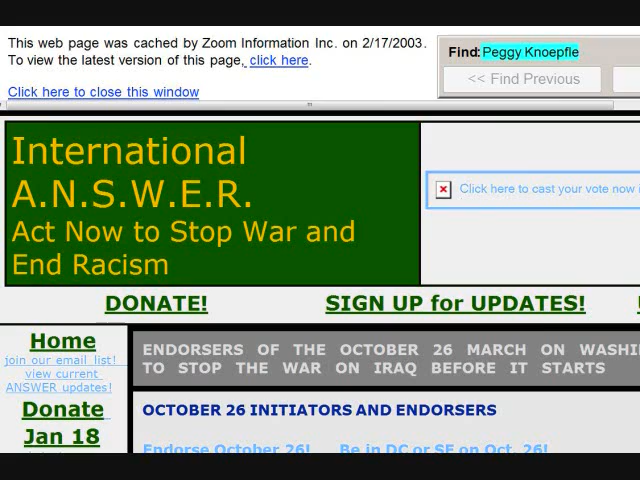 This web page was cached by Zoom Information Inc. on 2/17/2003.
To view the latest version of this page, click here.
Click here to close this window
Find: Peggy Knoepfle
<< Find Previous
International
A.N.S.W.E.R.
Act Now to Stop War and
End Racism
Click here to cast your vote now i
DONATE!
SIGN UP for UPDATES!
Home
join our email list!
view current
ANSWER updates!
Donate
Jan 18
ENDORSERS OF THE OCTOBER 26 MARCH ON WASHI
TO STOP THE WAR ON IRAQ BEFORE IT STARTS
OCTOBER 26 INITIATORS AND ENDORSERS
Endorse October 26! Be in DC or SF on Oct. 26!